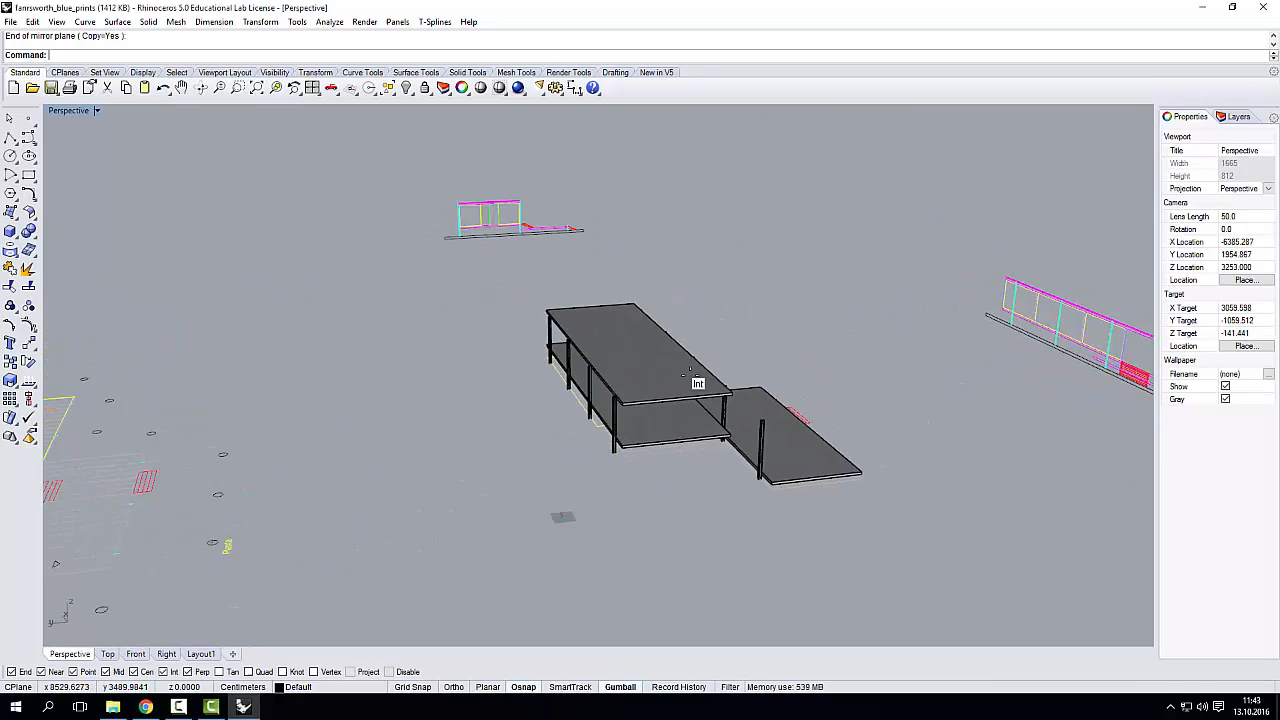 farnsworth_blue_prints (1412 KB) - Rhinoceros 5.0 Educational Lab License - [Perspective]
File Edit View Curve Surface Solid Mesh Dimension Transform Tools Analyze Render Panels T-Splines Help
End of mirror plane ( Copy=Yes ):
Command:
Standard CPlanes Set View Display Select Viewport Layout Visibility Transform Curve Tools Surface Tools Solid Tools Mesh Tools Render Tools Drafting New in V5
Perspective
Properties Layers
Viewport
Title Perspective
Width 1665
Height 812
Projection Perspective
Camera
Lens Length 50.0
Rotation 0.0
X Location -6385.287
Y Location 1954.867
Z Location 3253.000
Location Place...
Target
X Target 3059.598
Y Target -1059.512
Z Target -141.441
Location Place...
Wallpaper
Filename (none) ...
Show
Gray
Int
z
x
y
Perspective Top Front Right Layout1
End Near Point Mid Cen Int Perp Tan Quad Knot Vertex Project Disable
CPlane x 8529.6273 y 3489.9841 z 0.0000 Centimeters Default Grid Snap Ortho Planar Osnap SmartTrack Gumball Record History Filter Memory use: 539 MB
11:43
13.10.2016